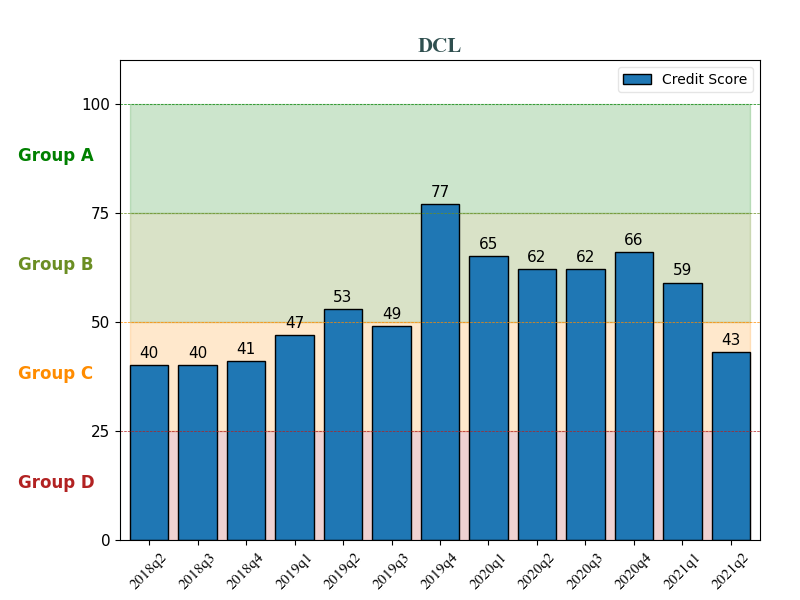 DCL
Credit Score
100
Group A
77
75
66
65
62
62
Group B
59
53
50
49
47
43
41
40
40
Group C
25
Group D
0
2018q2
2018q3
2018q4
2019q1
2019q2
2019q3
2019q4
2020q1
2020q2
2020q3
2020q4
2021q1
2021q2